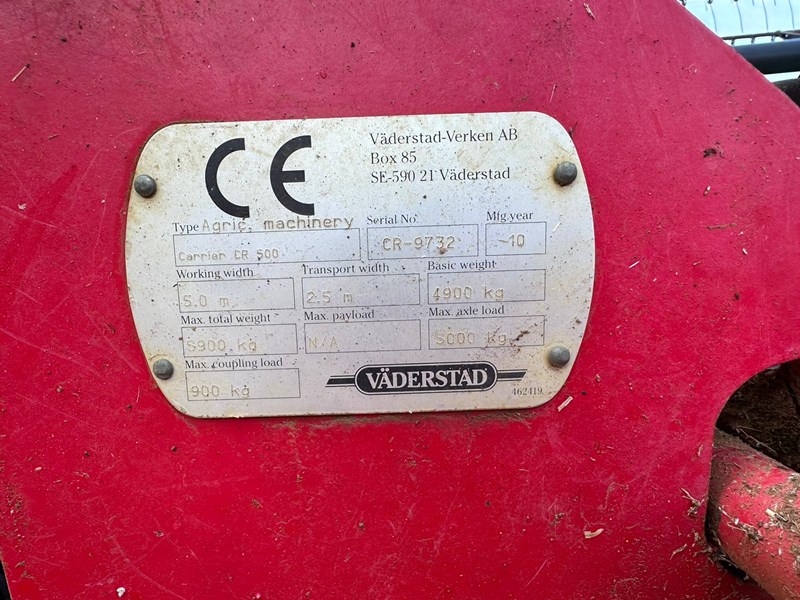 CE
Väderstad-Verken AB
Box 85
SE-590 21 Väderstad
Type Agric. machinery
Serial No.
Mfg.year
Carrier CR 500
CR-9732
-10
Working width
Transport width
Basic weight
5.0 m
2.5 m
4900 kg
Max. total weight
Max. payload
Max. axle load
5900 kg
N/A
5000 kg
Max. coupling load
900 kg
VÄDERSTAD
462419